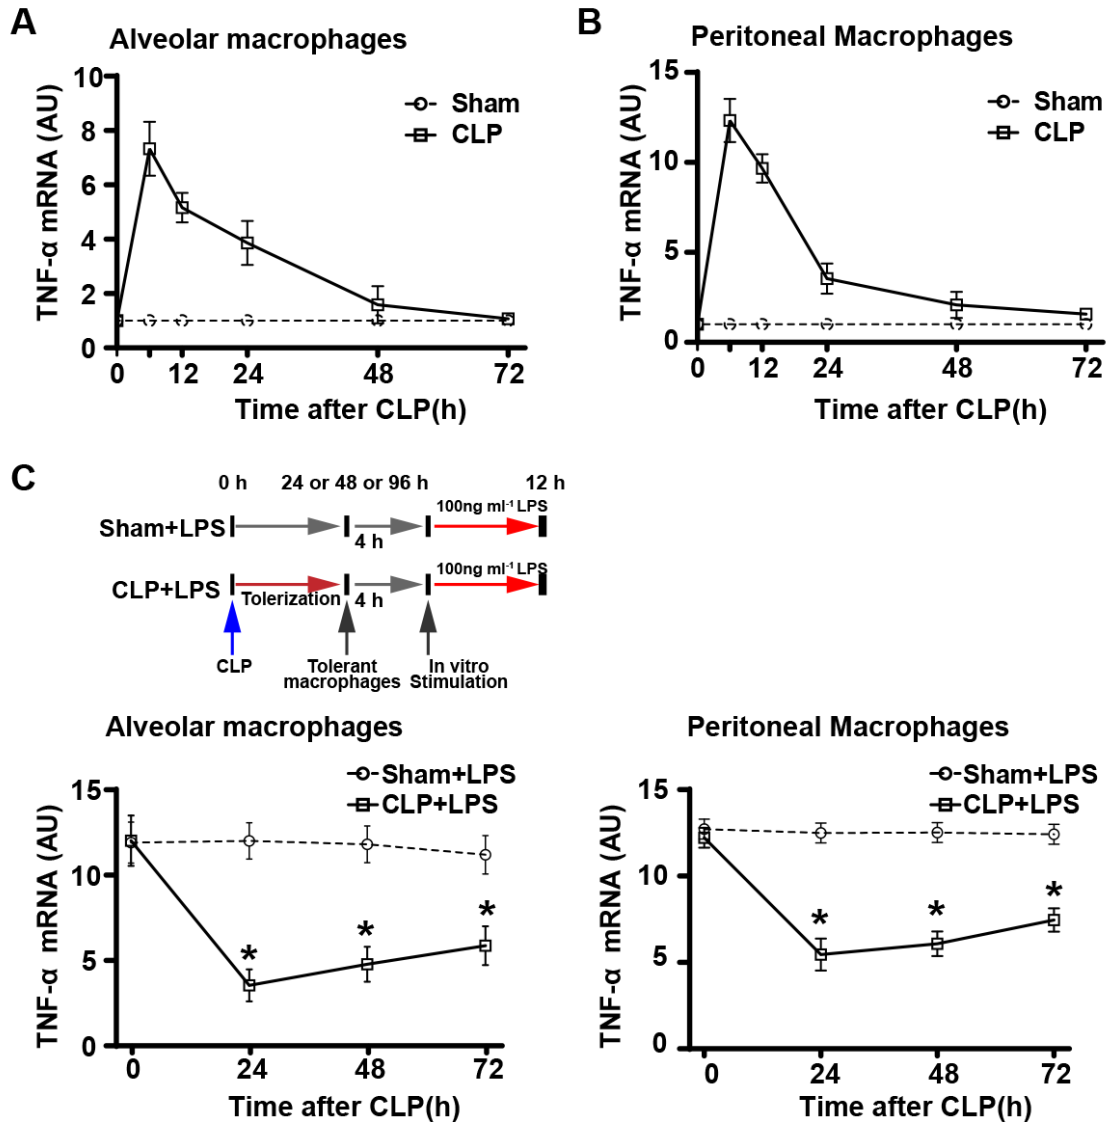 A
Alveolar macrophages
TNF-α mRNA (AU)
10
8
6
4
2
0
Sham
CLP
0 12 24 48 72
Time after CLP(h)
B
Peritoneal Macrophages
TNF-α mRNA (AU)
15
10
5
0
Sham
CLP
0 12 24 48 72
Time after CLP(h)
C
0 h 24 or 48 or 96 h 12 h
Sham+LPS 4 h 100ng ml⁻¹ LPS
CLP+LPS Tolerization 4 h 100ng ml⁻¹ LPS
CLP
Tolerant
macrophages
In vitro
Stimulation
Alveolar macrophages
TNF-α mRNA (AU)
15
10
5
0
Sham+LPS
CLP+LPS
* * *
0 24 48 72
Time after CLP(h)
Peritoneal Macrophages
TNF-α mRNA (AU)
15
10
5
0
Sham+LPS
CLP+LPS
* * *
0 24 48 72
Time after CLP(h)